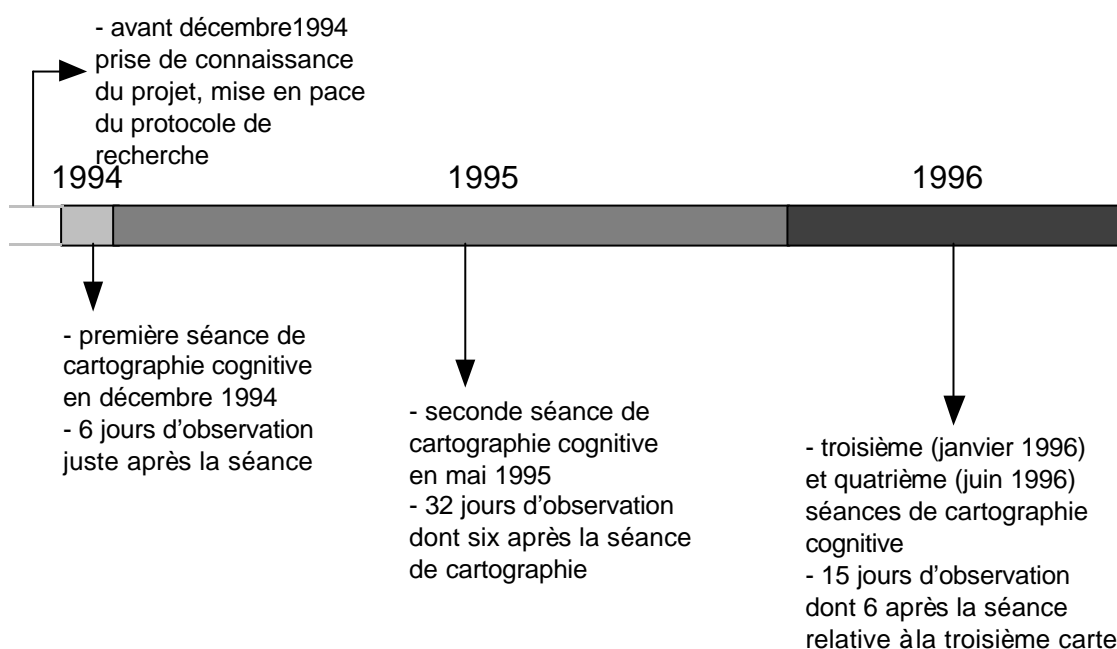 - avant décembre1994
prise de connaissance
du projet, mise en pace
du protocole de
recherche
1994
1995
1996
- première séance de
cartographie cognitive
en décembre 1994
- 6 jours d'observation
juste après la séance
- seconde séance de
cartographie cognitive
en mai 1995
- 32 jours d'observation
dont six après la séance
de cartographie
- troisième (janvier 1996)
et quatrième (juin 1996)
séances de cartographie
cognitive
- 15 jours d'observation
dont 6 après la séance
relative àla troisième carte